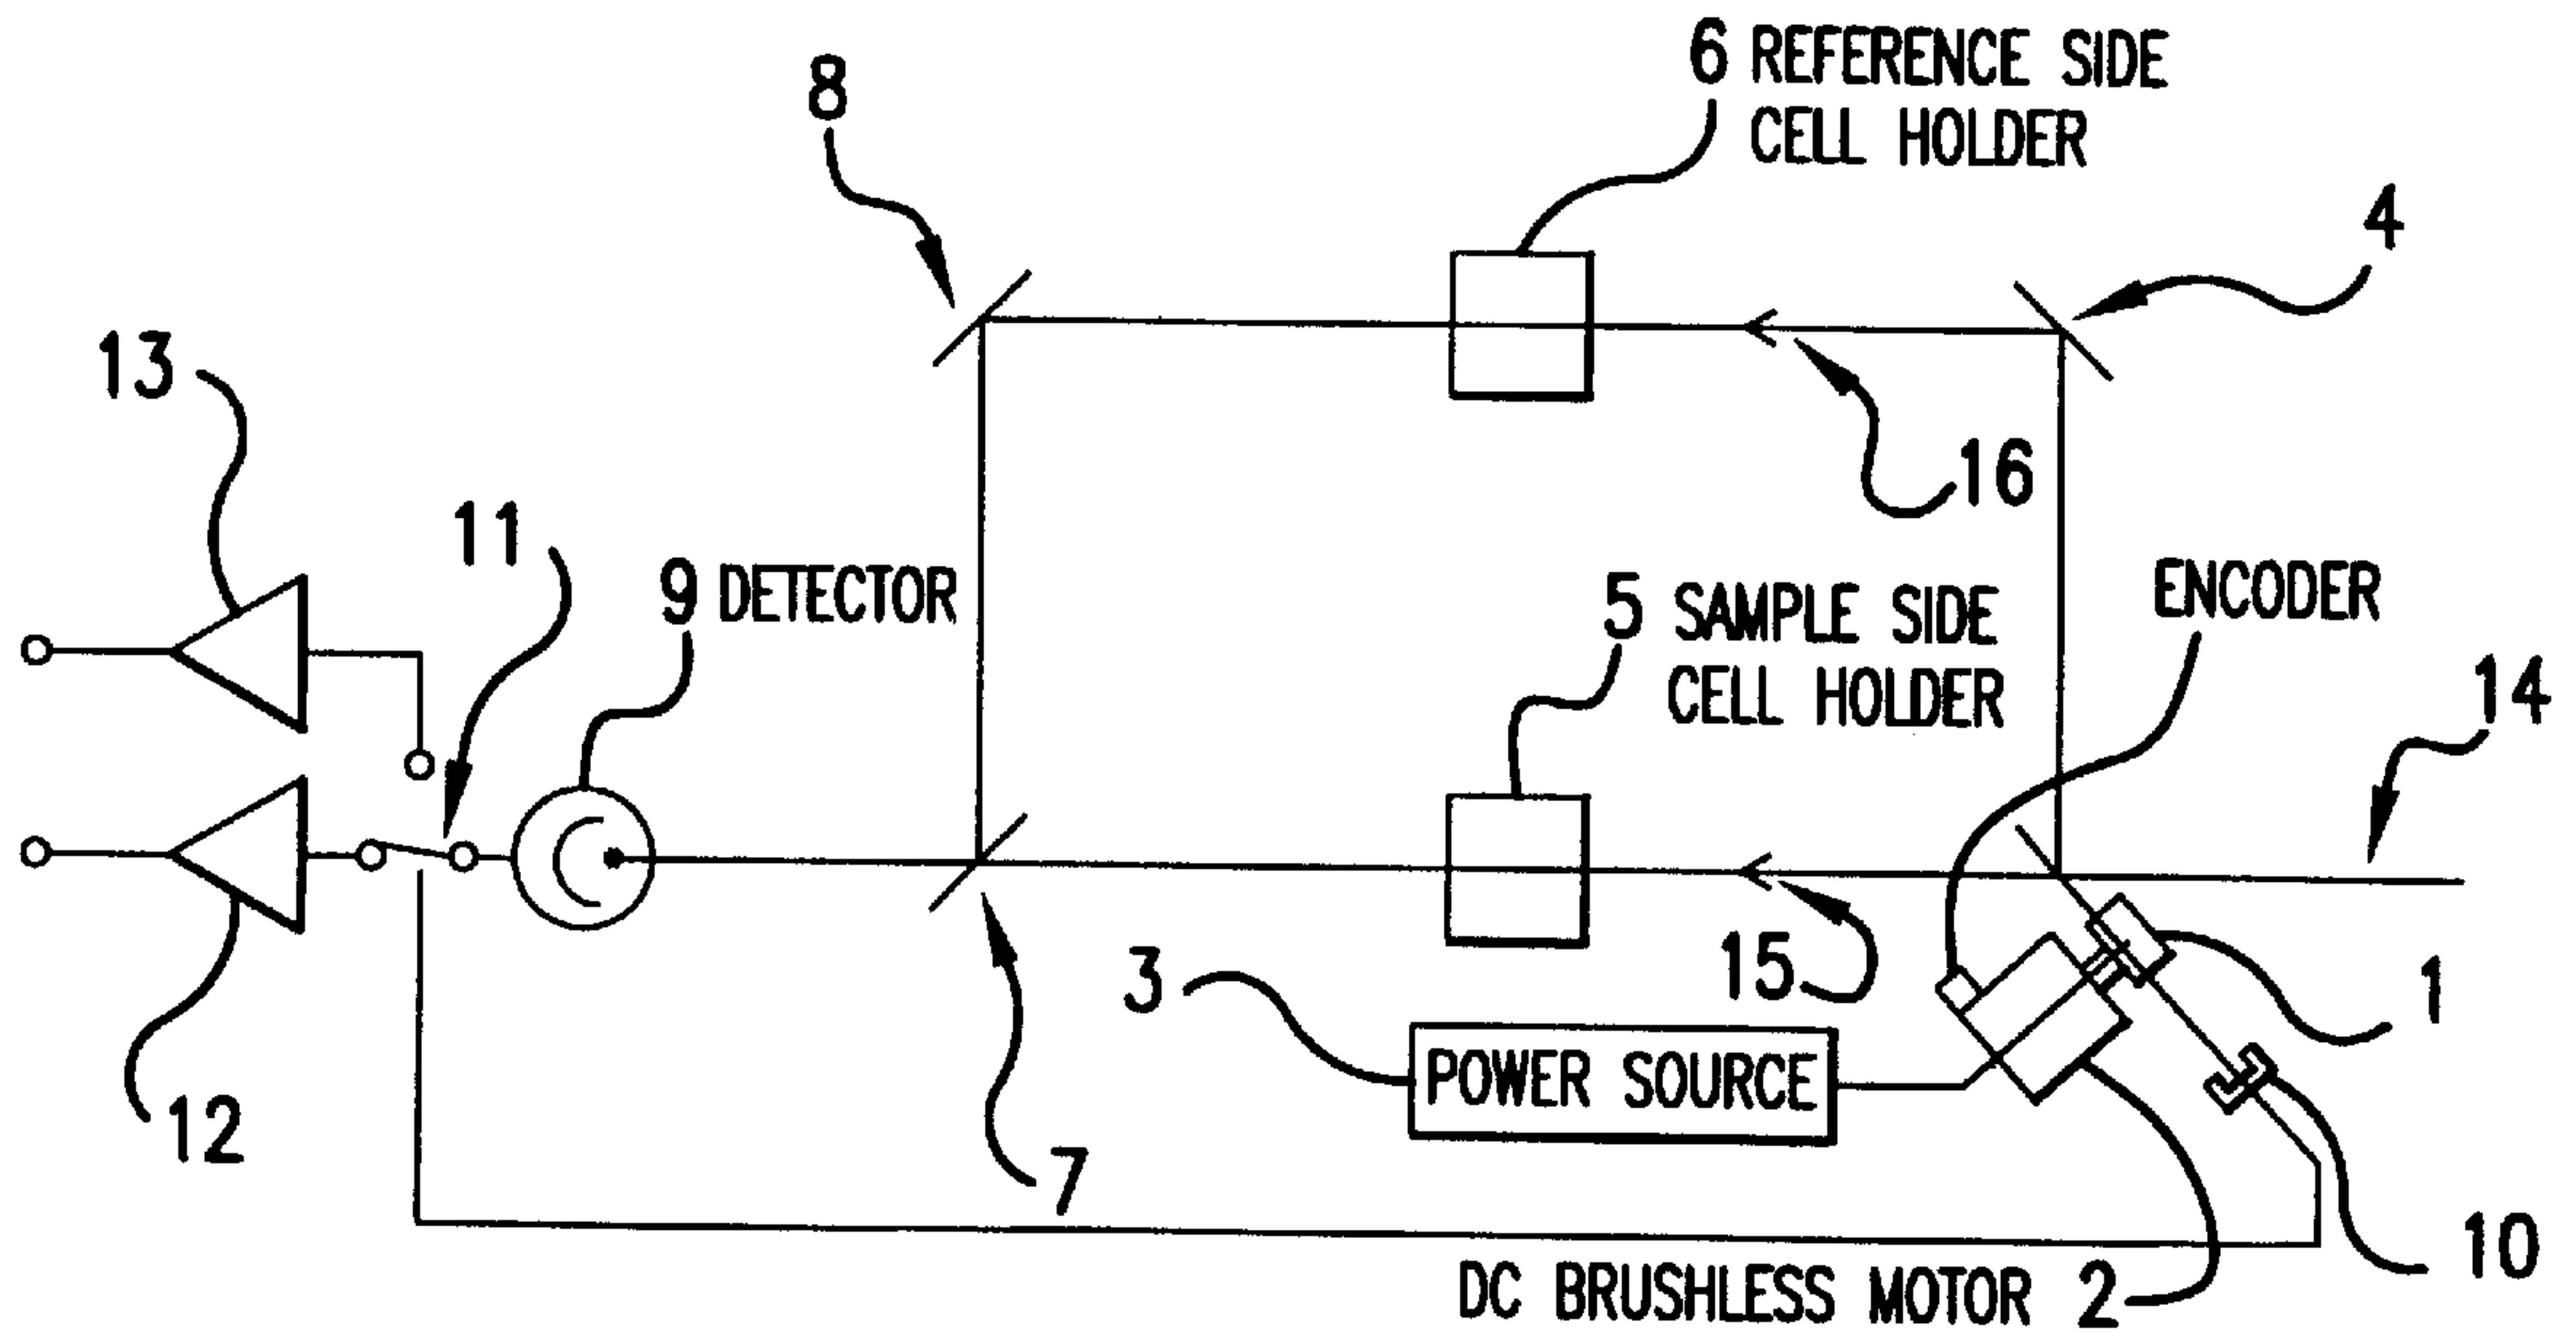 6 REFERENCE SIDE
CELL HOLDER
8
4
13
16
11
9 DETECTOR
5 SAMPLE SIDE
CELL HOLDER
ENCODER
14
15
3
POWER SOURCE
1
12
7
10
DC BRUSHLESS MOTOR 2